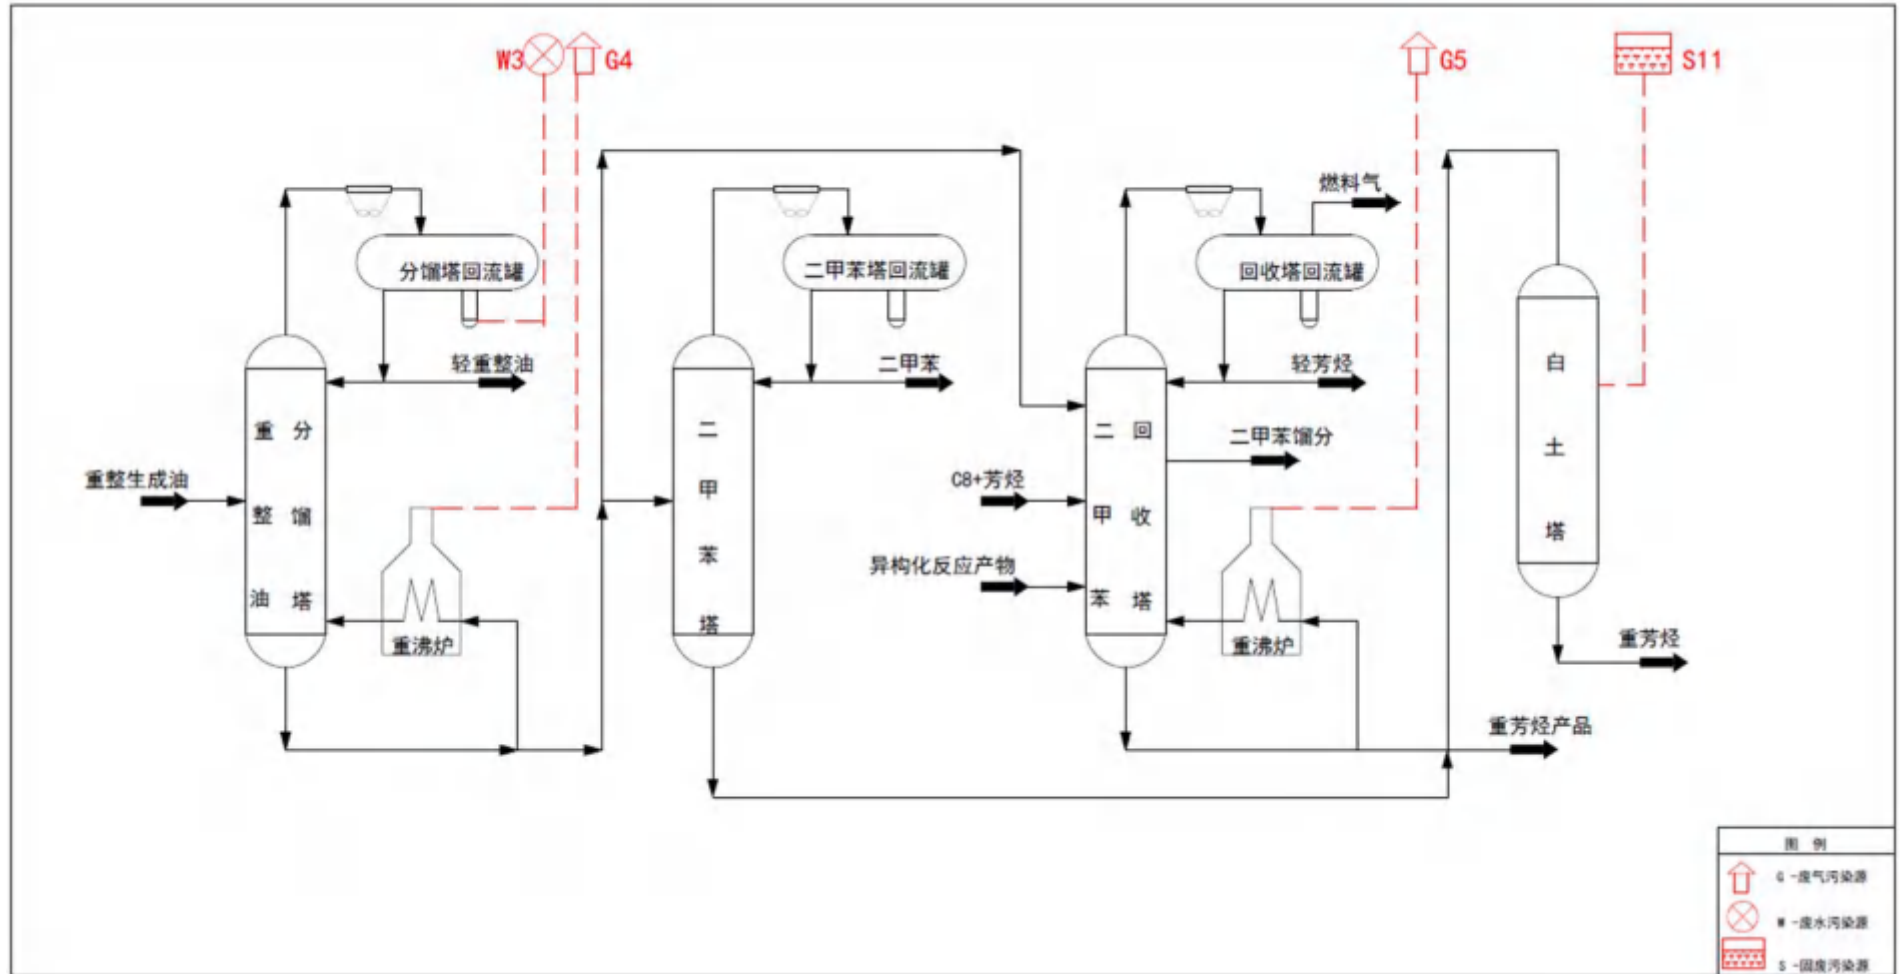 W3
G4
G5
S11
燃料气
分馏塔回流罐
二甲苯塔回流罐
回收塔回流罐
轻重整油
二甲苯
轻芳烃
重整油
分馏塔
二甲苯塔
二甲苯
回收塔
白土塔
二甲苯馏分
重整生成油
C8+芳烃
异构化反应产物
重沸炉
重沸炉
重芳烃
重芳烃产品
图 例
G -废气污染源
W -废水污染源
S -固废污染源